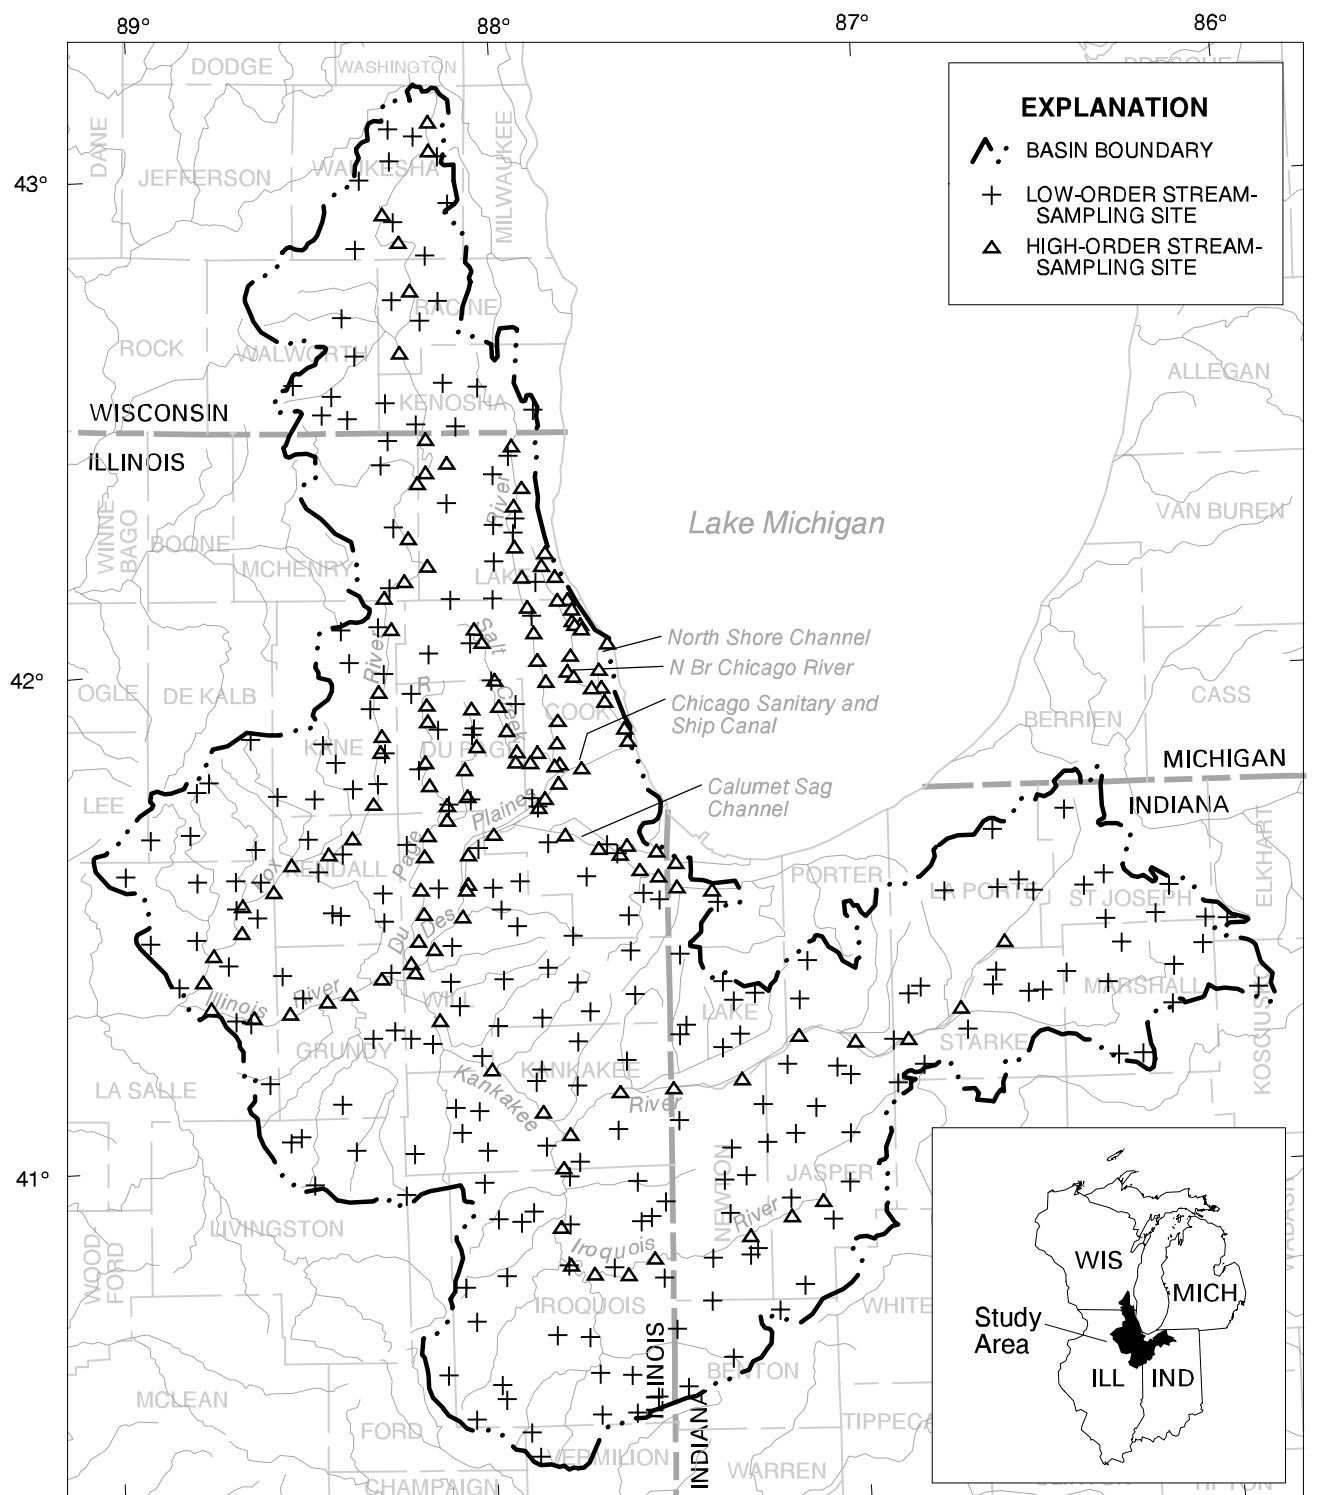 89°
88°
87°
86°
DODGE
WASHINGTON
EXPLANATION
BASIN BOUNDARY
LOW-ORDER STREAM-
SAMPLING SITE
HIGH-ORDER STREAM-
SAMPLING SITE
DANE
MILWAUKEE
WAUKESHA
JEFFERSON
43°
RACINE
ROCK
WALWORTH
ALLEGAN
KENOSHA
WISCONSIN
ILLINOIS
River
Lake Michigan
VAN BUREN
WINNE-
BAGO
BOONE
MCHENRY
LAKE
North Shore Channel
N Br Chicago River
Salt
Creek
River
42°
OGLE
DE KALB
R
Chicago Sanitary and
Ship Canal
CASS
BERRIEN
COOK
KANE
DU PAGE
MICHIGAN
INDIANA
Calumet Sag
Channel
LEE
Plaines
ELKHART
KENDALL
Fox
Page
PORTER
LA PORTE
ST JOSEPH
Des
Du
MARSHALL
KOSCIUSKO
Illinois
River
WILL
LAKE
GRUNDY
STARKE
LA SALLE
KANKAKEE
Kankakee
River
41°
JASPER
NEWTON
LIVINGSTON
River
Iroquois
WOOD
FORD
IROQUOIS
WHITE
WIS
MICH
Study
Area
ILL
IND
BENTON
MCLEAN
FORD
TIPPECA
VERMILION
WARREN
CHAMPAIGN
INDIANA